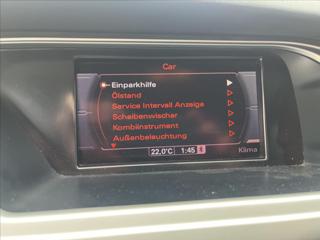 Car
Einparkhilfe
Ölstand
Service Intervall Anzeige
Scheibenwischer
Kombiinstrument
Außenbeleuchtung
22,0°C 1:45 Klima